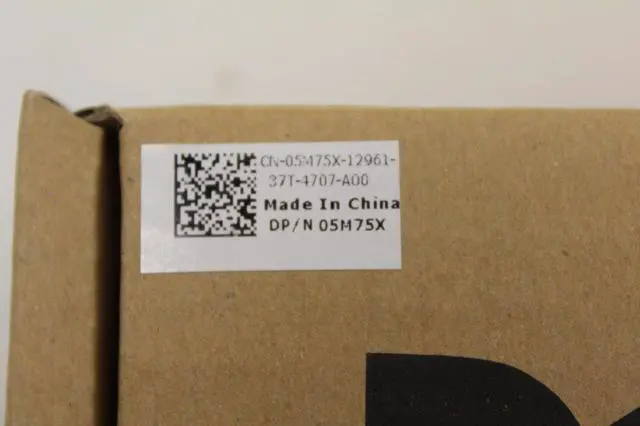 CN-05M75X-12961-
37T-4707-A00
Made In China
DP/N 05M75X